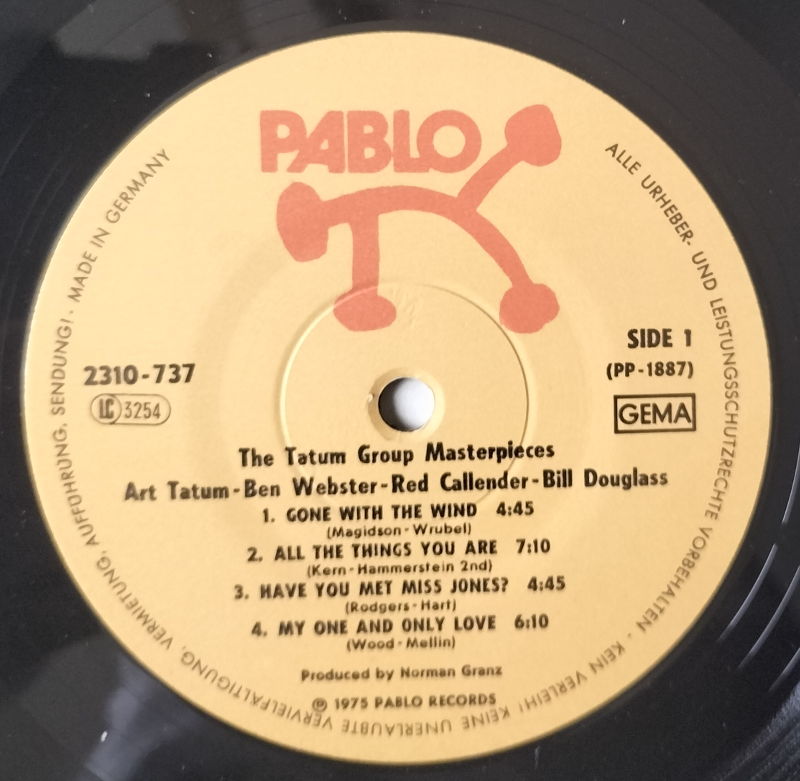 PABLO
MADE IN GERMANY
ALLE URHEBER- UND LEISTUNGSSCHUTZRECHTE VORBEHALTEN · KEIN VERLEIH! KEINE UNERLAUBTE VERVIELFÄLTIGUNG, VERMIETUNG, AUFFÜHRUNG, SENDUNG! ·
SIDE 1
2310-737
(PP-1887)
LC 3254
GEMA
The Tatum Group Masterpieces
Art Tatum-Ben Webster-Red Callender-Bill Douglass
1. GONE WITH THE WIND 4:45
(Magidson-Wrubel)
2. ALL THE THINGS YOU ARE 7:10
(Kern-Hammerstein 2nd)
3. HAVE YOU MET MISS JONES? 4:45
(Rodgers-Hart)
4. MY ONE AND ONLY LOVE 6:10
(Wood-Mellin)
Produced by Norman Granz
℗ 1975 PABLO RECORDS